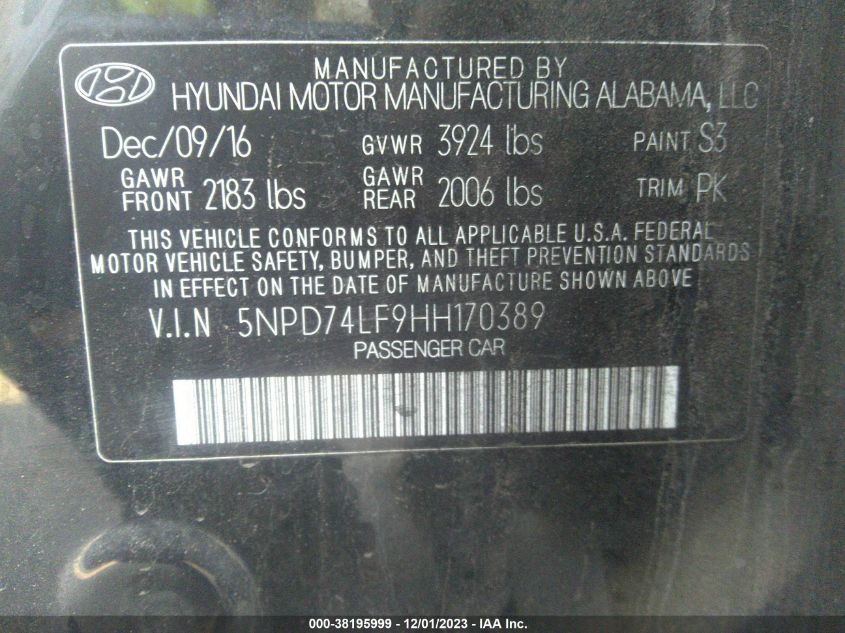 MANUFACTURED BY
HYUNDAI MOTOR MANUFACTURING ALABAMA, LLC
Dec/09/16 GVWR 3924 lbs PAINT S3
GAWR FRONT 2183 lbs GAWR REAR 2006 lbs TRIM PK
THIS VEHICLE CONFORMS TO ALL APPLICABLE U.S.A. FEDERAL
MOTOR VEHICLE SAFETY, BUMPER, AND THEFT PREVENTION STANDARDS
IN EFFECT ON THE DATE OF MANUFACTURE SHOWN ABOVE
V.I.N 5NPD74LF9HH170389
PASSENGER CAR
000-38195999 - 12/01/2023 - IAA Inc.